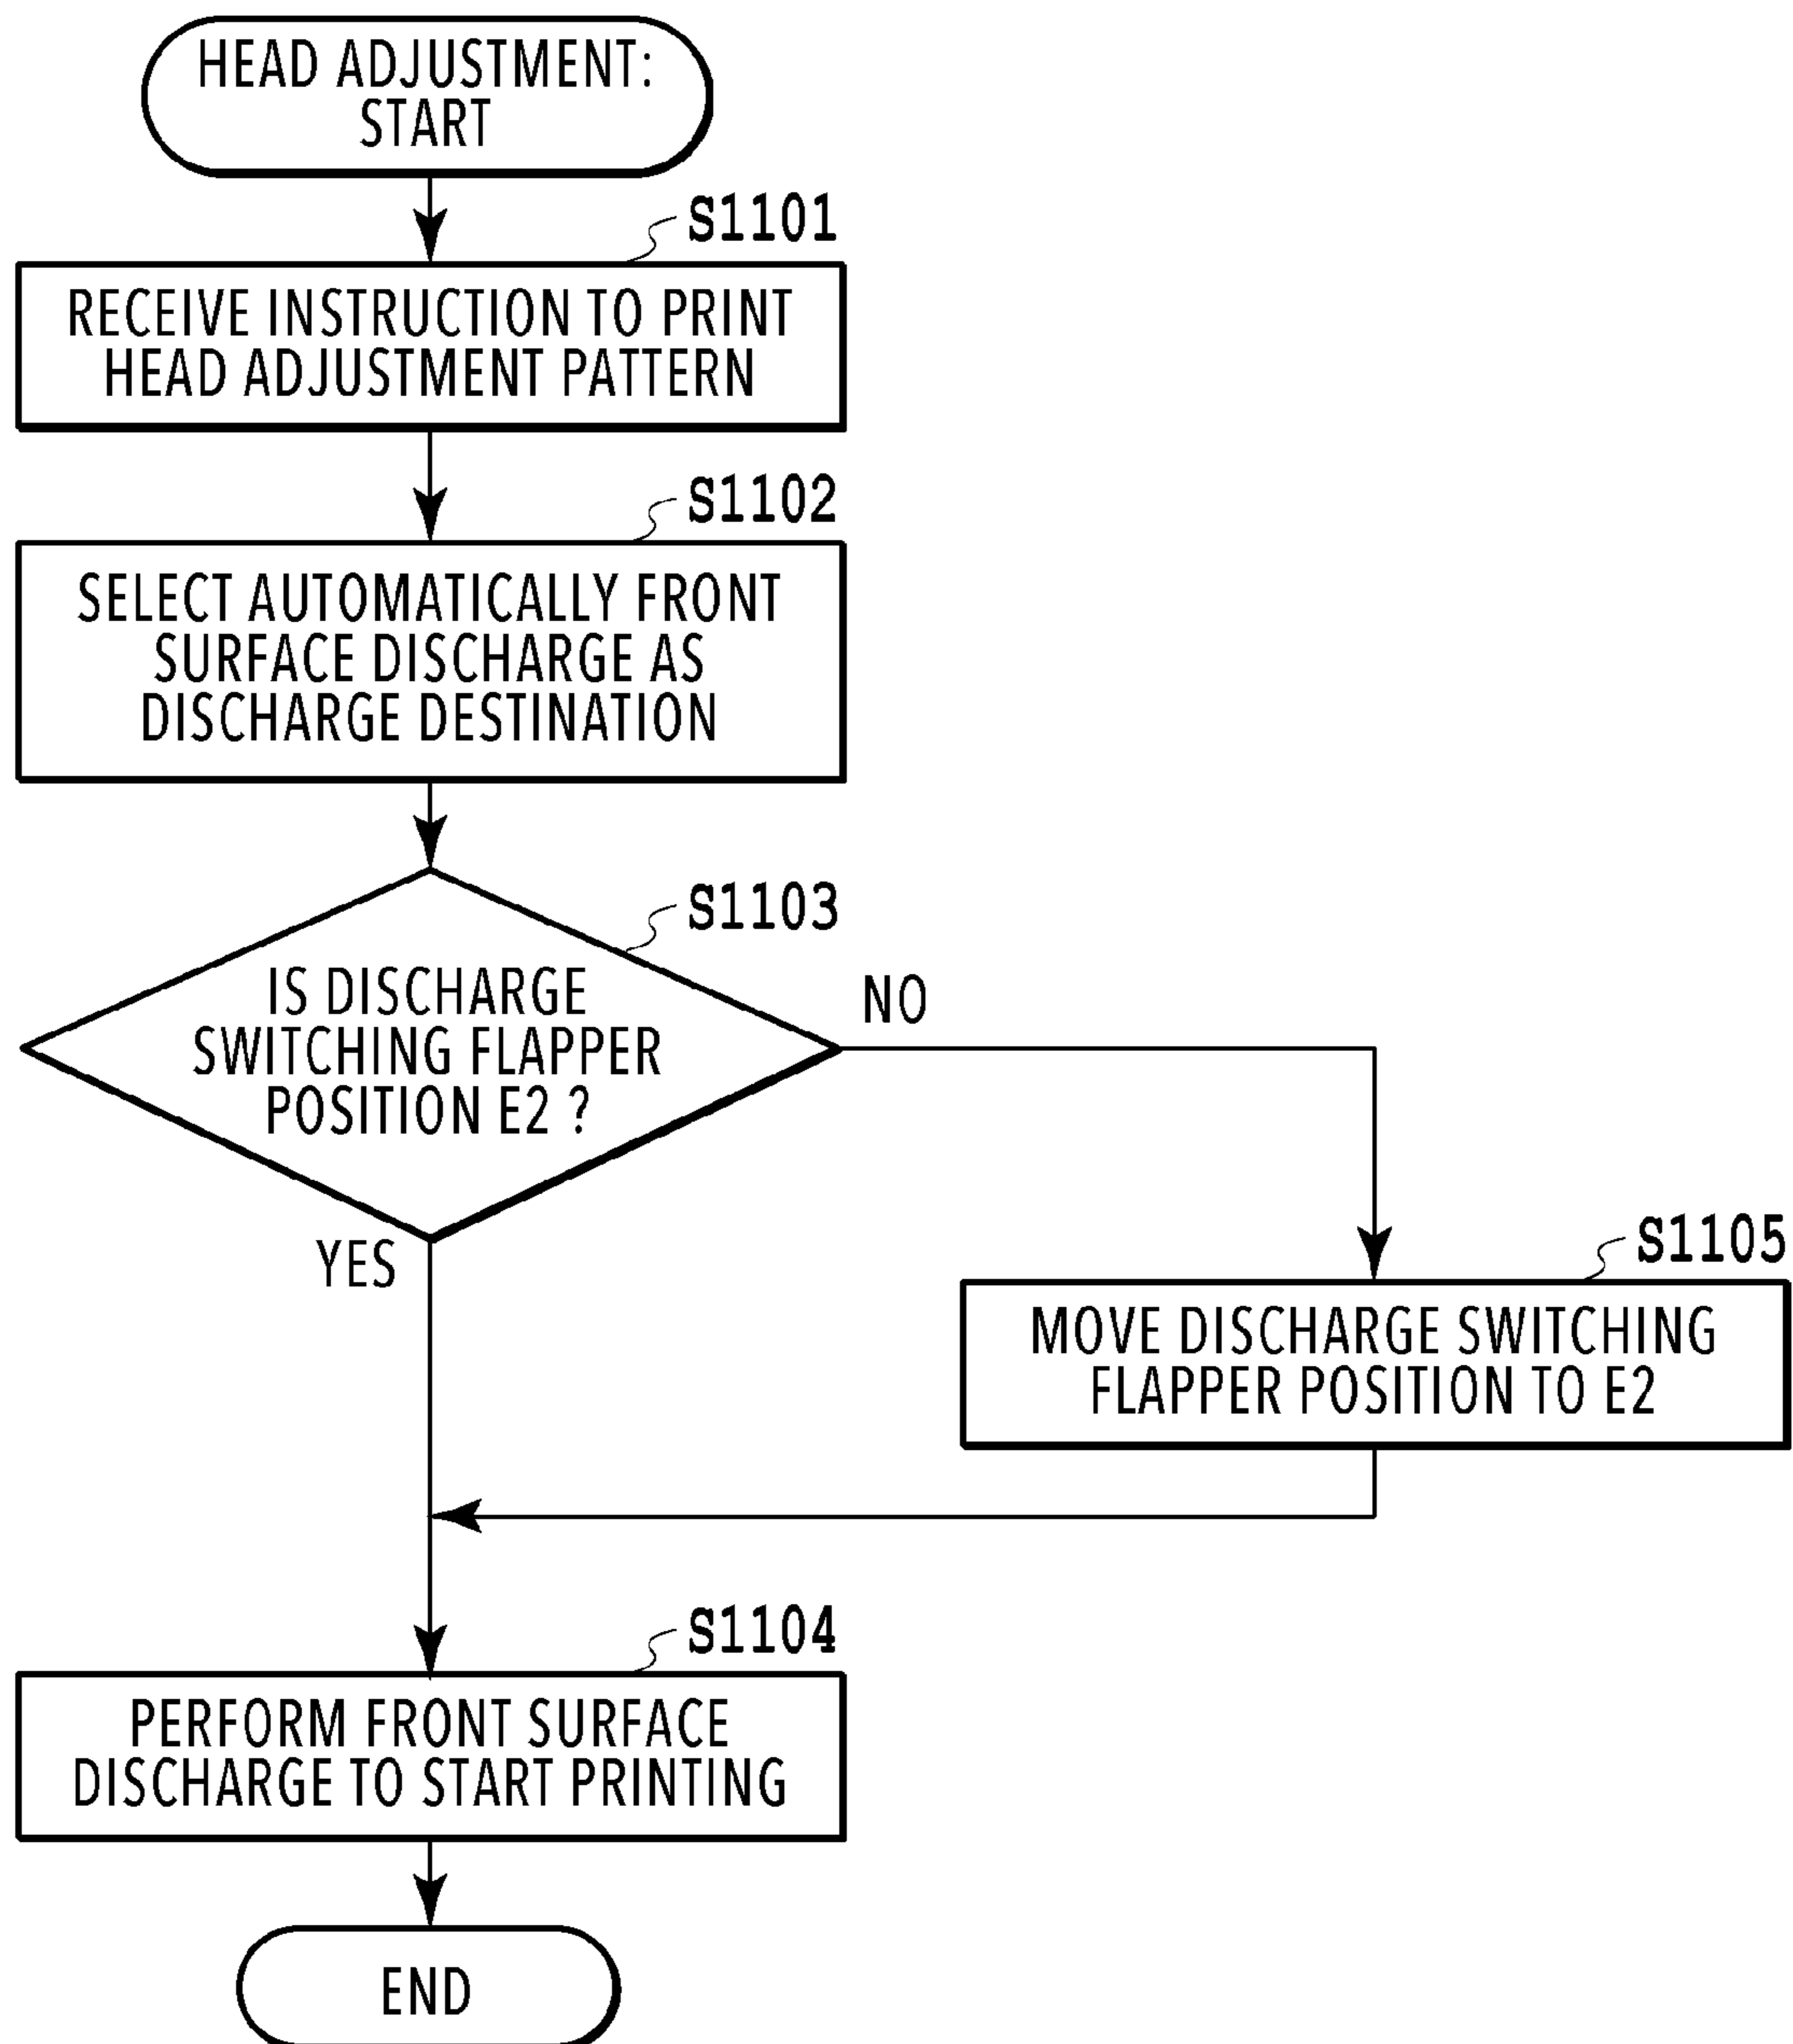 HEAD ADJUSTMENT:
START
S1101
RECEIVE INSTRUCTION TO PRINT
HEAD ADJUSTMENT PATTERN
S1102
SELECT AUTOMATICALLY FRONT
SURFACE DISCHARGE AS
DISCHARGE DESTINATION
S1103
IS DISCHARGE
SWITCHING FLAPPER
POSITION E2 ?
NO
YES
S1105
MOVE DISCHARGE SWITCHING
FLAPPER POSITION TO E2
S1104
PERFORM FRONT SURFACE
DISCHARGE TO START PRINTING
END